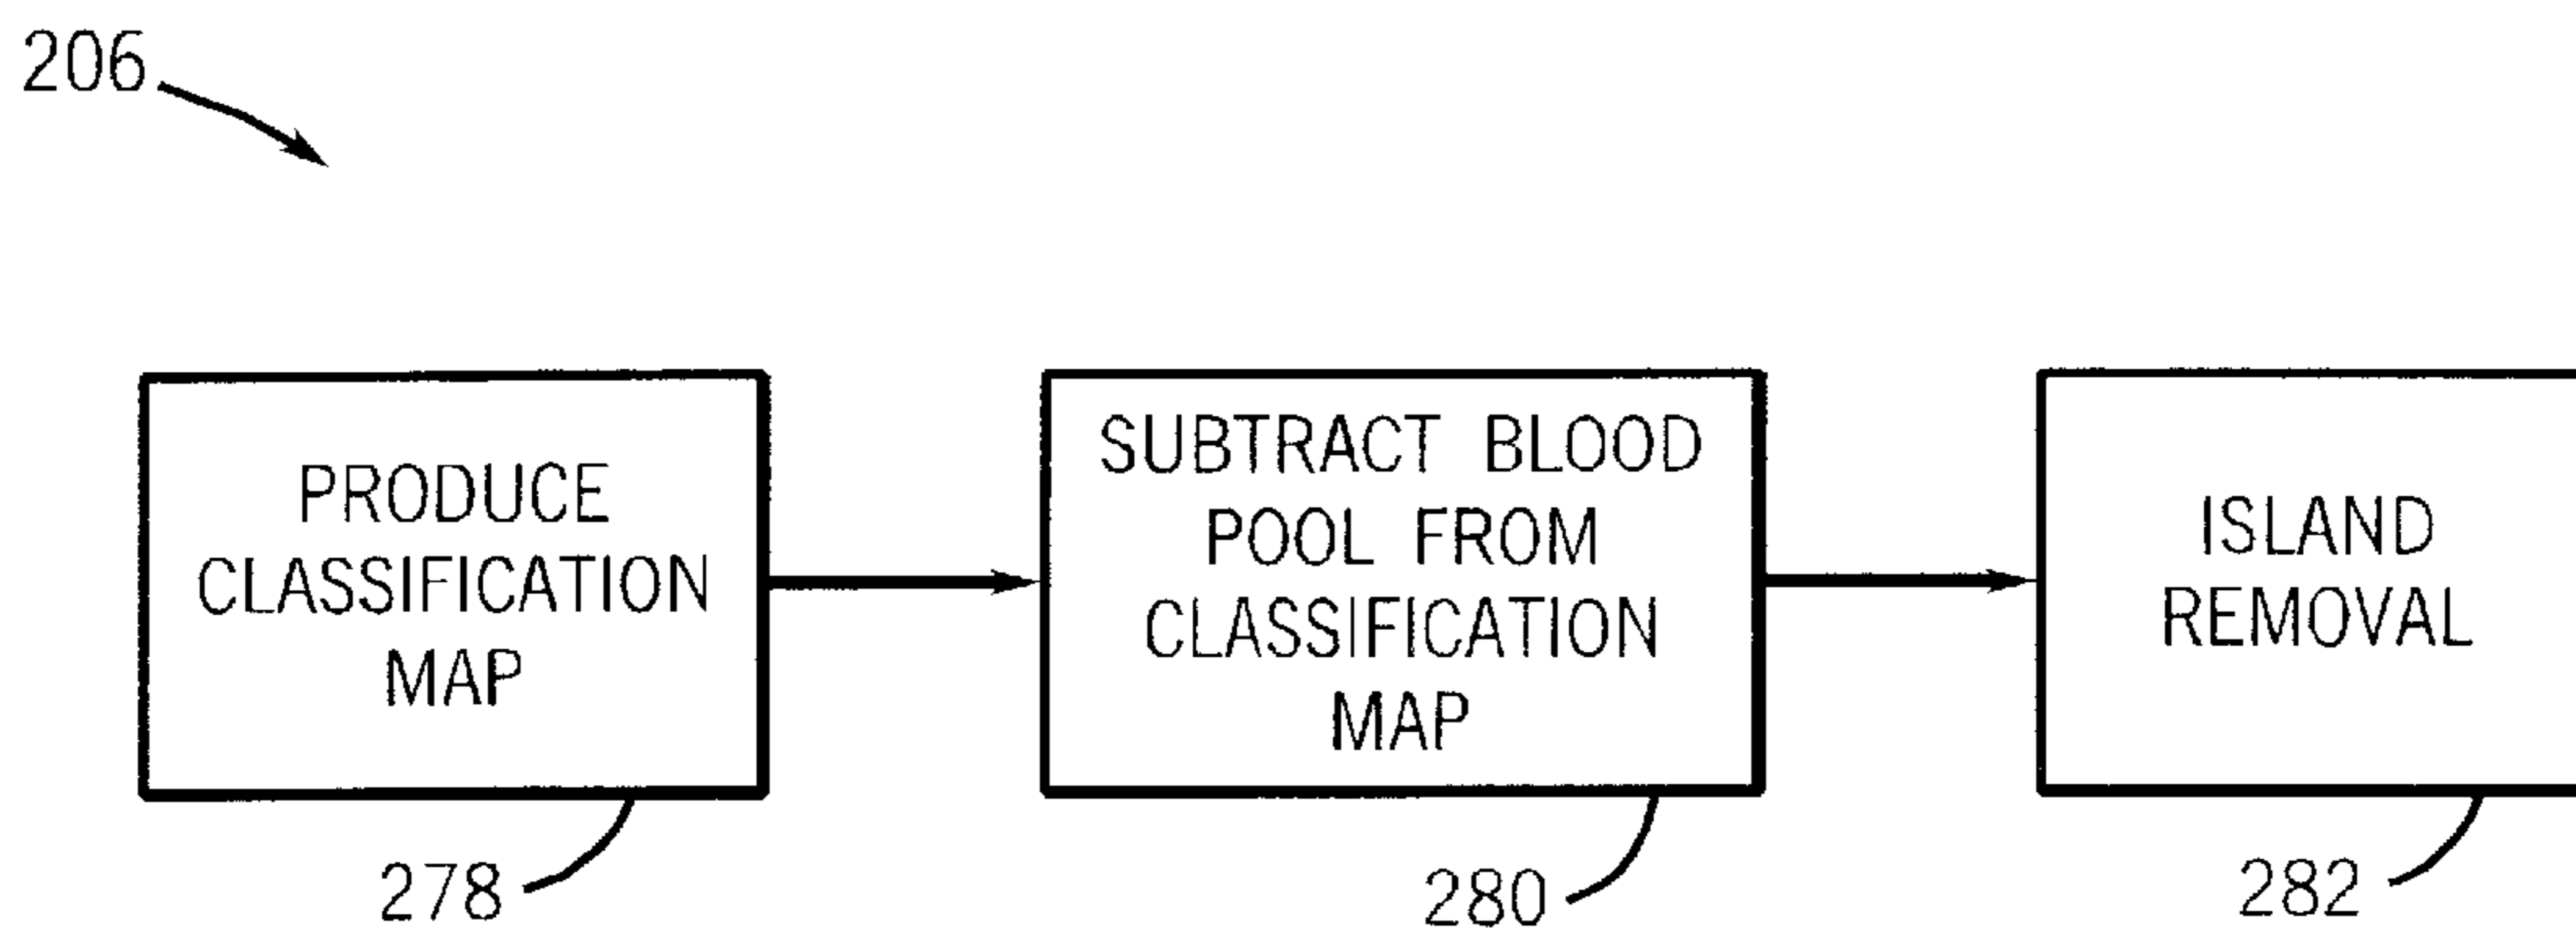 206
PRODUCE
CLASSIFICATION
MAP
278
SUBTRACT BLOOD
POOL FROM
CLASSIFICATION
MAP
280
ISLAND
REMOVAL
282